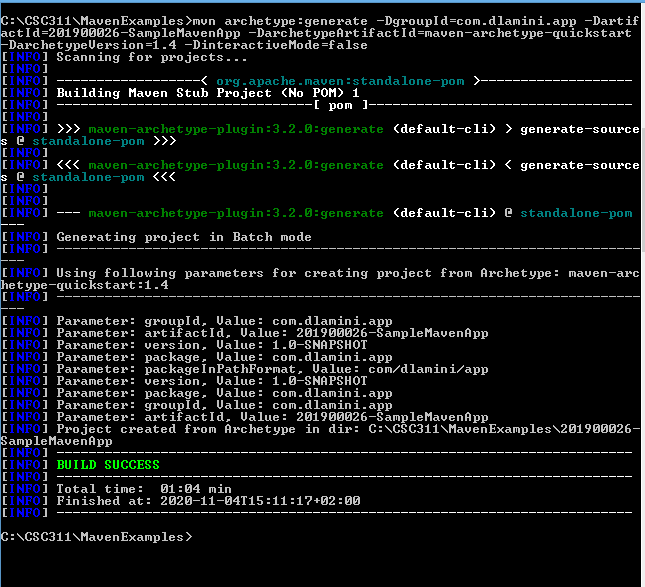 C:\CSC311\MavenExamples>mvn archetype:generate -DgroupId=com.dlamini.app -Dartif
actId=201900026-SampleMavenApp -DarchetypeArtifactId=maven-archetype-quickstart
-DarchetypeVersion=1.4 -DinteractiveMode=false
[INFO] Scanning for projects...
[INFO]
[INFO] ------------------< org.apache.maven:standalone-pom >-------------------
[INFO] Building Maven Stub Project (No POM) 1
[INFO] --------------------------------[ pom ]---------------------------------
[INFO]
[INFO] >>> maven-archetype-plugin:3.2.0:generate (default-cli) > generate-source
s @ standalone-pom >>>
[INFO]
[INFO] <<< maven-archetype-plugin:3.2.0:generate (default-cli) < generate-source
s @ standalone-pom <<<
[INFO]
[INFO]
[INFO] --- maven-archetype-plugin:3.2.0:generate (default-cli) @ standalone-pom
---
[INFO] Generating project in Batch mode
[INFO] -------------------------------------------------------------------------
---
[INFO] Using following parameters for creating project from Archetype: maven-arc
hetype-quickstart:1.4
[INFO] -------------------------------------------------------------------------
---
[INFO] Parameter: groupId, Value: com.dlamini.app
[INFO] Parameter: artifactId, Value: 201900026-SampleMavenApp
[INFO] Parameter: version, Value: 1.0-SNAPSHOT
[INFO] Parameter: package, Value: com.dlamini.app
[INFO] Parameter: packageInPathFormat, Value: com/dlamini/app
[INFO] Parameter: version, Value: 1.0-SNAPSHOT
[INFO] Parameter: package, Value: com.dlamini.app
[INFO] Parameter: groupId, Value: com.dlamini.app
[INFO] Parameter: artifactId, Value: 201900026-SampleMavenApp
[INFO] Project created from Archetype in dir: C:\CSC311\MavenExamples\201900026-
SampleMavenApp
[INFO] ------------------------------------------------------------------------
[INFO] BUILD SUCCESS
[INFO] ------------------------------------------------------------------------
[INFO] Total time:  01:04 min
[INFO] Finished at: 2020-11-04T15:11:17+02:00
[INFO] ------------------------------------------------------------------------
C:\CSC311\MavenExamples>